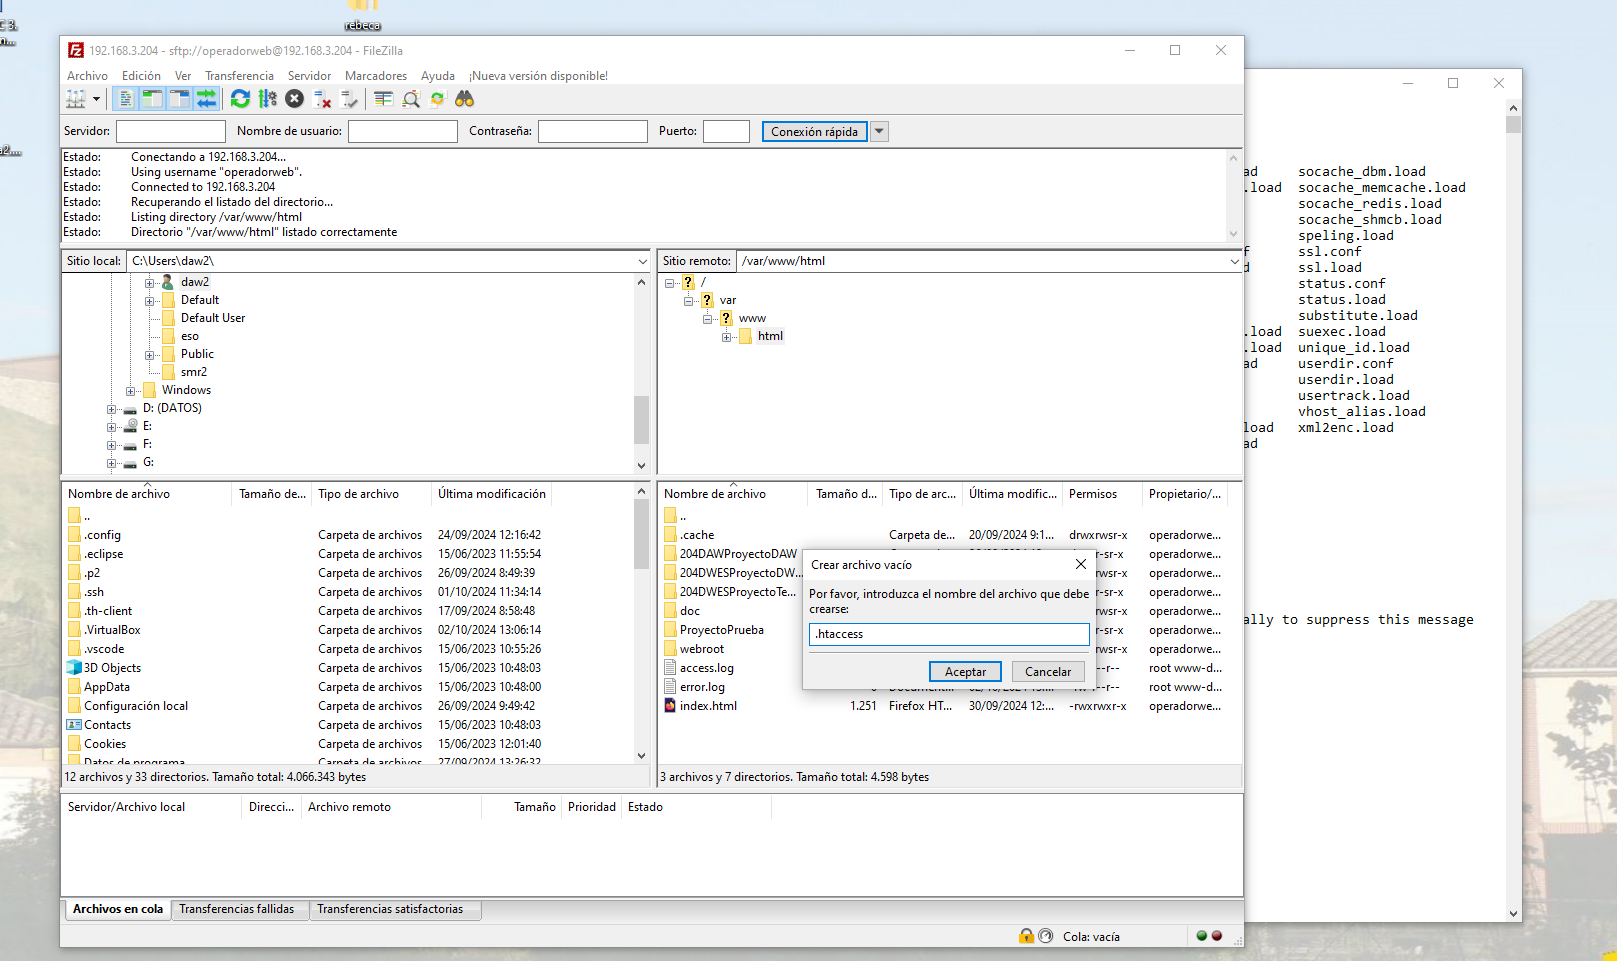 rebeca
192.168.3.204 - sftp://operadorweb@192.168.3.204 - FileZilla
Archivo Edición Ver Transferencia Servidor Marcadores Ayuda ¡Nueva versión disponible!
Servidor: Nombre de usuario: Contraseña: Puerto: Conexión rápida
Estado: Conectando a 192.168.3.204...
Estado: Using username "operadorweb".
Estado: Connected to 192.168.3.204
Estado: Recuperando el listado del directorio...
Estado: Listing directory /var/www/html
Estado: Directorio "/var/www/html" listado correctamente
Sitio local: C:\Users\daw2\
daw2
Default
Default User
eso
Public
smr2
Windows
D: (DATOS)
E:
F:
G:
Sitio remoto: /var/www/html
/
var
www
html
Nombre de archivo Tamaño de... Tipo de archivo Última modificación
..
.config Carpeta de archivos 24/09/2024 12:16:42
.eclipse Carpeta de archivos 15/06/2023 11:55:54
.p2 Carpeta de archivos 26/09/2024 8:49:39
.ssh Carpeta de archivos 01/10/2024 11:34:14
.th-client Carpeta de archivos 17/09/2024 8:58:48
.VirtualBox Carpeta de archivos 02/10/2024 13:06:14
.vscode Carpeta de archivos 15/06/2023 10:55:26
3D Objects Carpeta de archivos 15/06/2023 10:48:03
AppData Carpeta de archivos 15/06/2023 10:48:00
Configuración local Carpeta de archivos 26/09/2024 9:49:42
Contacts Carpeta de archivos 15/06/2023 10:48:03
Cookies Carpeta de archivos 15/06/2023 12:01:40
Datos de programa Carpeta de archivos 27/09/2024 13:26:32
12 archivos y 33 directorios. Tamaño total: 4.066.343 bytes
Nombre de archivo Tamaño d... Tipo de arc... Última modific... Permisos Propietario/...
..
.cache Carpeta de... 20/09/2024 9:1... drwxrwsr-x operadorwe...
204DAWProyectoDAW -sr-x operadorwe...
204DWESProyectoDW... rwsr-x operadorwe...
204DWESProyectoTe... -sr-x operadorwe...
doc rwsr-x operadorwe...
ProyectoPrueba sr-x operadorwe...
webroot rwsr-x operadorwe...
access.log --r-- root www-d...
error.log --r-- root www-d...
index.html 1.251 Firefox HT... 30/09/2024 12:... -rwxrwxr-x operadorwe...
3 archivos y 7 directorios. Tamaño total: 4.598 bytes
Crear archivo vacío
Por favor, introduzca el nombre del archivo que debe
crearse:
.htaccess
Aceptar Cancelar
Servidor/Archivo local Direcci... Archivo remoto Tamaño Prioridad Estado
Archivos en cola Transferencias fallidas Transferencias satisfactorias
Cola: vacía
ad socache_dbm.load
.load socache_memcache.load
socache_redis.load
socache_shmcb.load
speling.load
f ssl.conf
d ssl.load
status.conf
status.load
substitute.load
.load suexec.load
.load unique_id.load
ad userdir.conf
userdir.load
usertrack.load
vhost_alias.load
load xml2enc.load
ad
ally to suppress this message